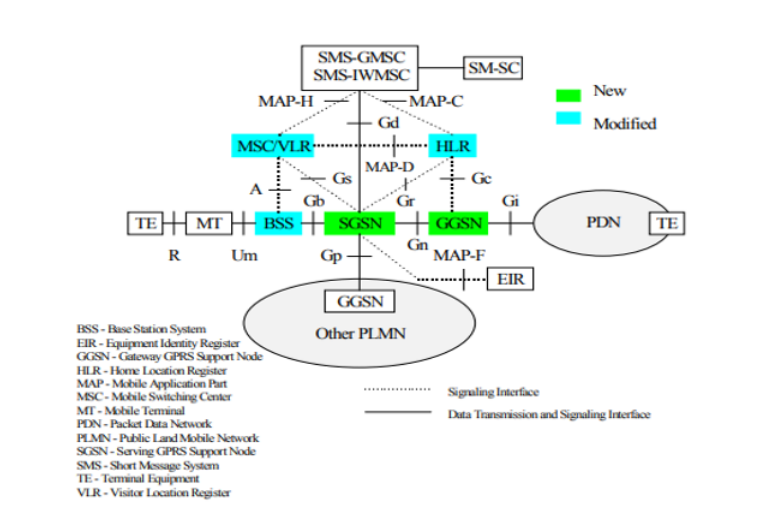 SMS-GMSC
SMS-IWMSC
SM-SC
New
MAP-H
MAP-C
Gd
Modified
MSC/VLR
HLR
MAP-D
Gs
Gc
A
Gb
Gr
Gi
TE
MT
BSS
SGSN
GGSN
PDN
TE
R
Um
Gp
Gn
MAP-F
EIR
GGSN
Other PLMN
BSS - Base Station System
EIR - Equipment Identity Register
GGSN - Gateway GPRS Support Node
HLR - Home Location Register
MAP - Mobile Application Part
MSC - Mobile Switching Center
MT - Mobile Terminal
PDN - Packet Data Network
PLMN - Public Land Mobile Network
SGSN - Serving GPRS Support Node
SMS - Short Message System
TE - Terminal Equipment
VLR - Visitor Location Register
Signaling Interface
Data Transmission and Signaling Interface